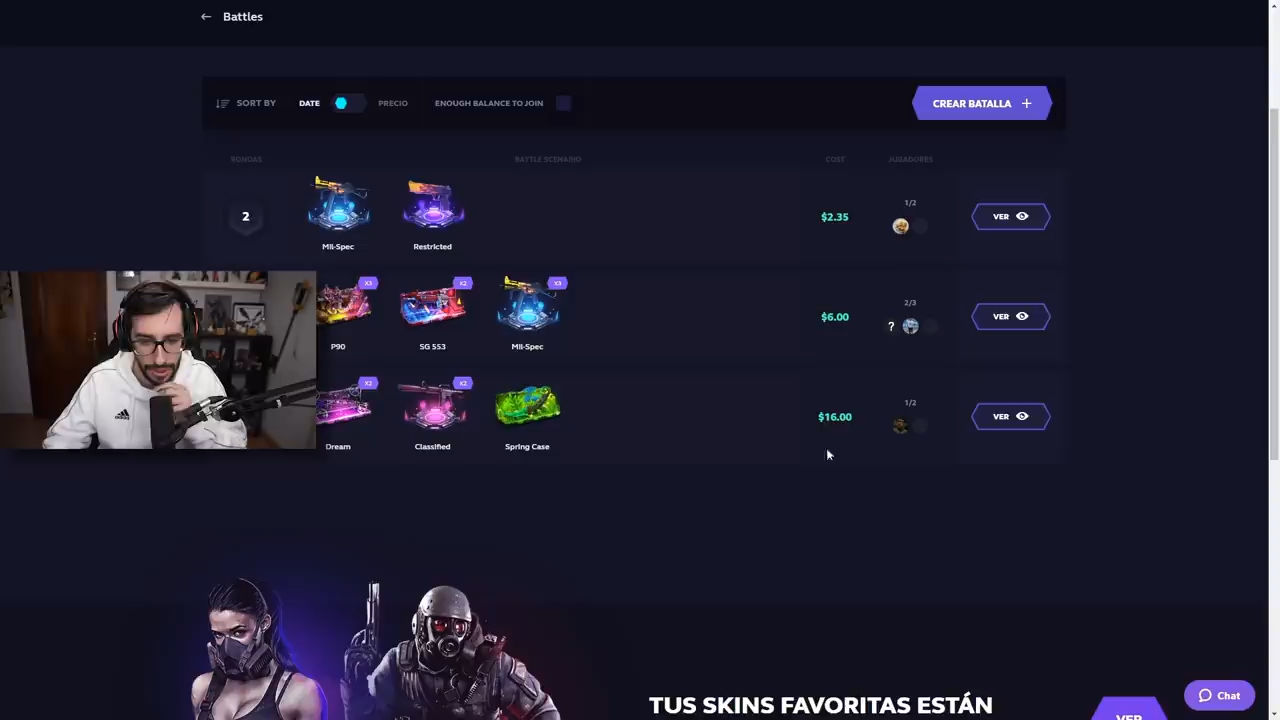 ← Battles
SORT BY DATE PRECIO ENOUGH BALANCE TO JOIN CREAR BATALLA +
RONDAS BATTLE SCENARIO COST JUGADORES
2 Mil-Spec Restricted $2.35 1/2 VER
X3 X2 X3
P90 SG 553 Mil-Spec $6.00 2/3 ? VER
X2
Dream Classified Spring Case $16.00 1/2 VER
TUS SKINS FAVORITAS ESTÁN
VER
Chat